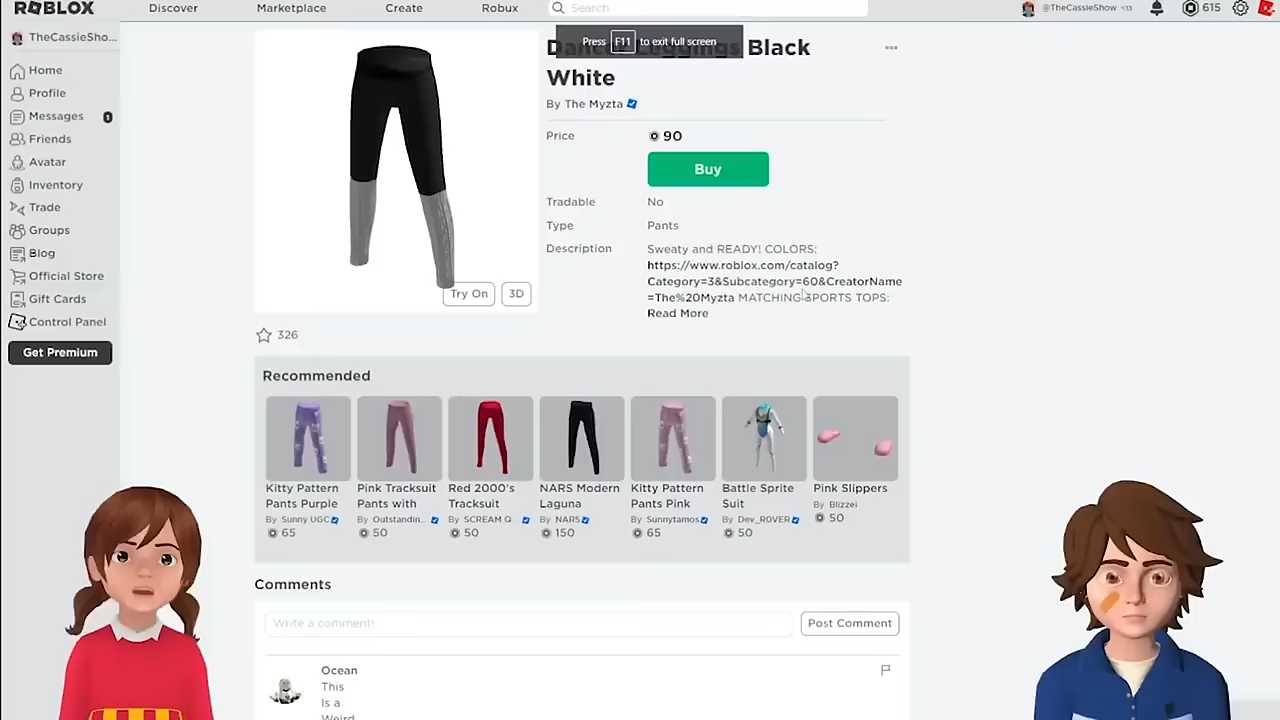 ROBLOX
Discover
Marketplace
Create
Robux
Search
@TheCassieShow 13
615
TheCassieSho...
Home
Profile
Messages
1
Friends
Avatar
Inventory
Trade
Groups
Blog
Official Store
Gift Cards
Control Panel
Get Premium
Press F11 to exit full screen
Black
White
By The Myzta
Price
90
Buy
Tradable
No
Type
Pants
Description
Sweaty and READY! COLORS:
https://www.roblox.com/catalog?
Category=3&Subcategory=60&CreatorName
=The%20Myzta MATCHING SPORTS TOPS:
Read More
Try On
3D
326
Recommended
Kitty Pattern
Pants Purple
By Sunny UGC
65
Pink Tracksuit
Pants with
By Outstandin...
50
Red 2000's
Tracksuit
By SCREAM Q...
50
NARS Modern
Laguna
By NARS
150
Kitty Pattern
Pants Pink
By Sunnytamos
65
Battle Sprite
Suit
By Dev_R0VER
50
Pink Slippers
By Blizzei
50
Comments
Write a comment!
Post Comment
Ocean
This
Is a
Weird